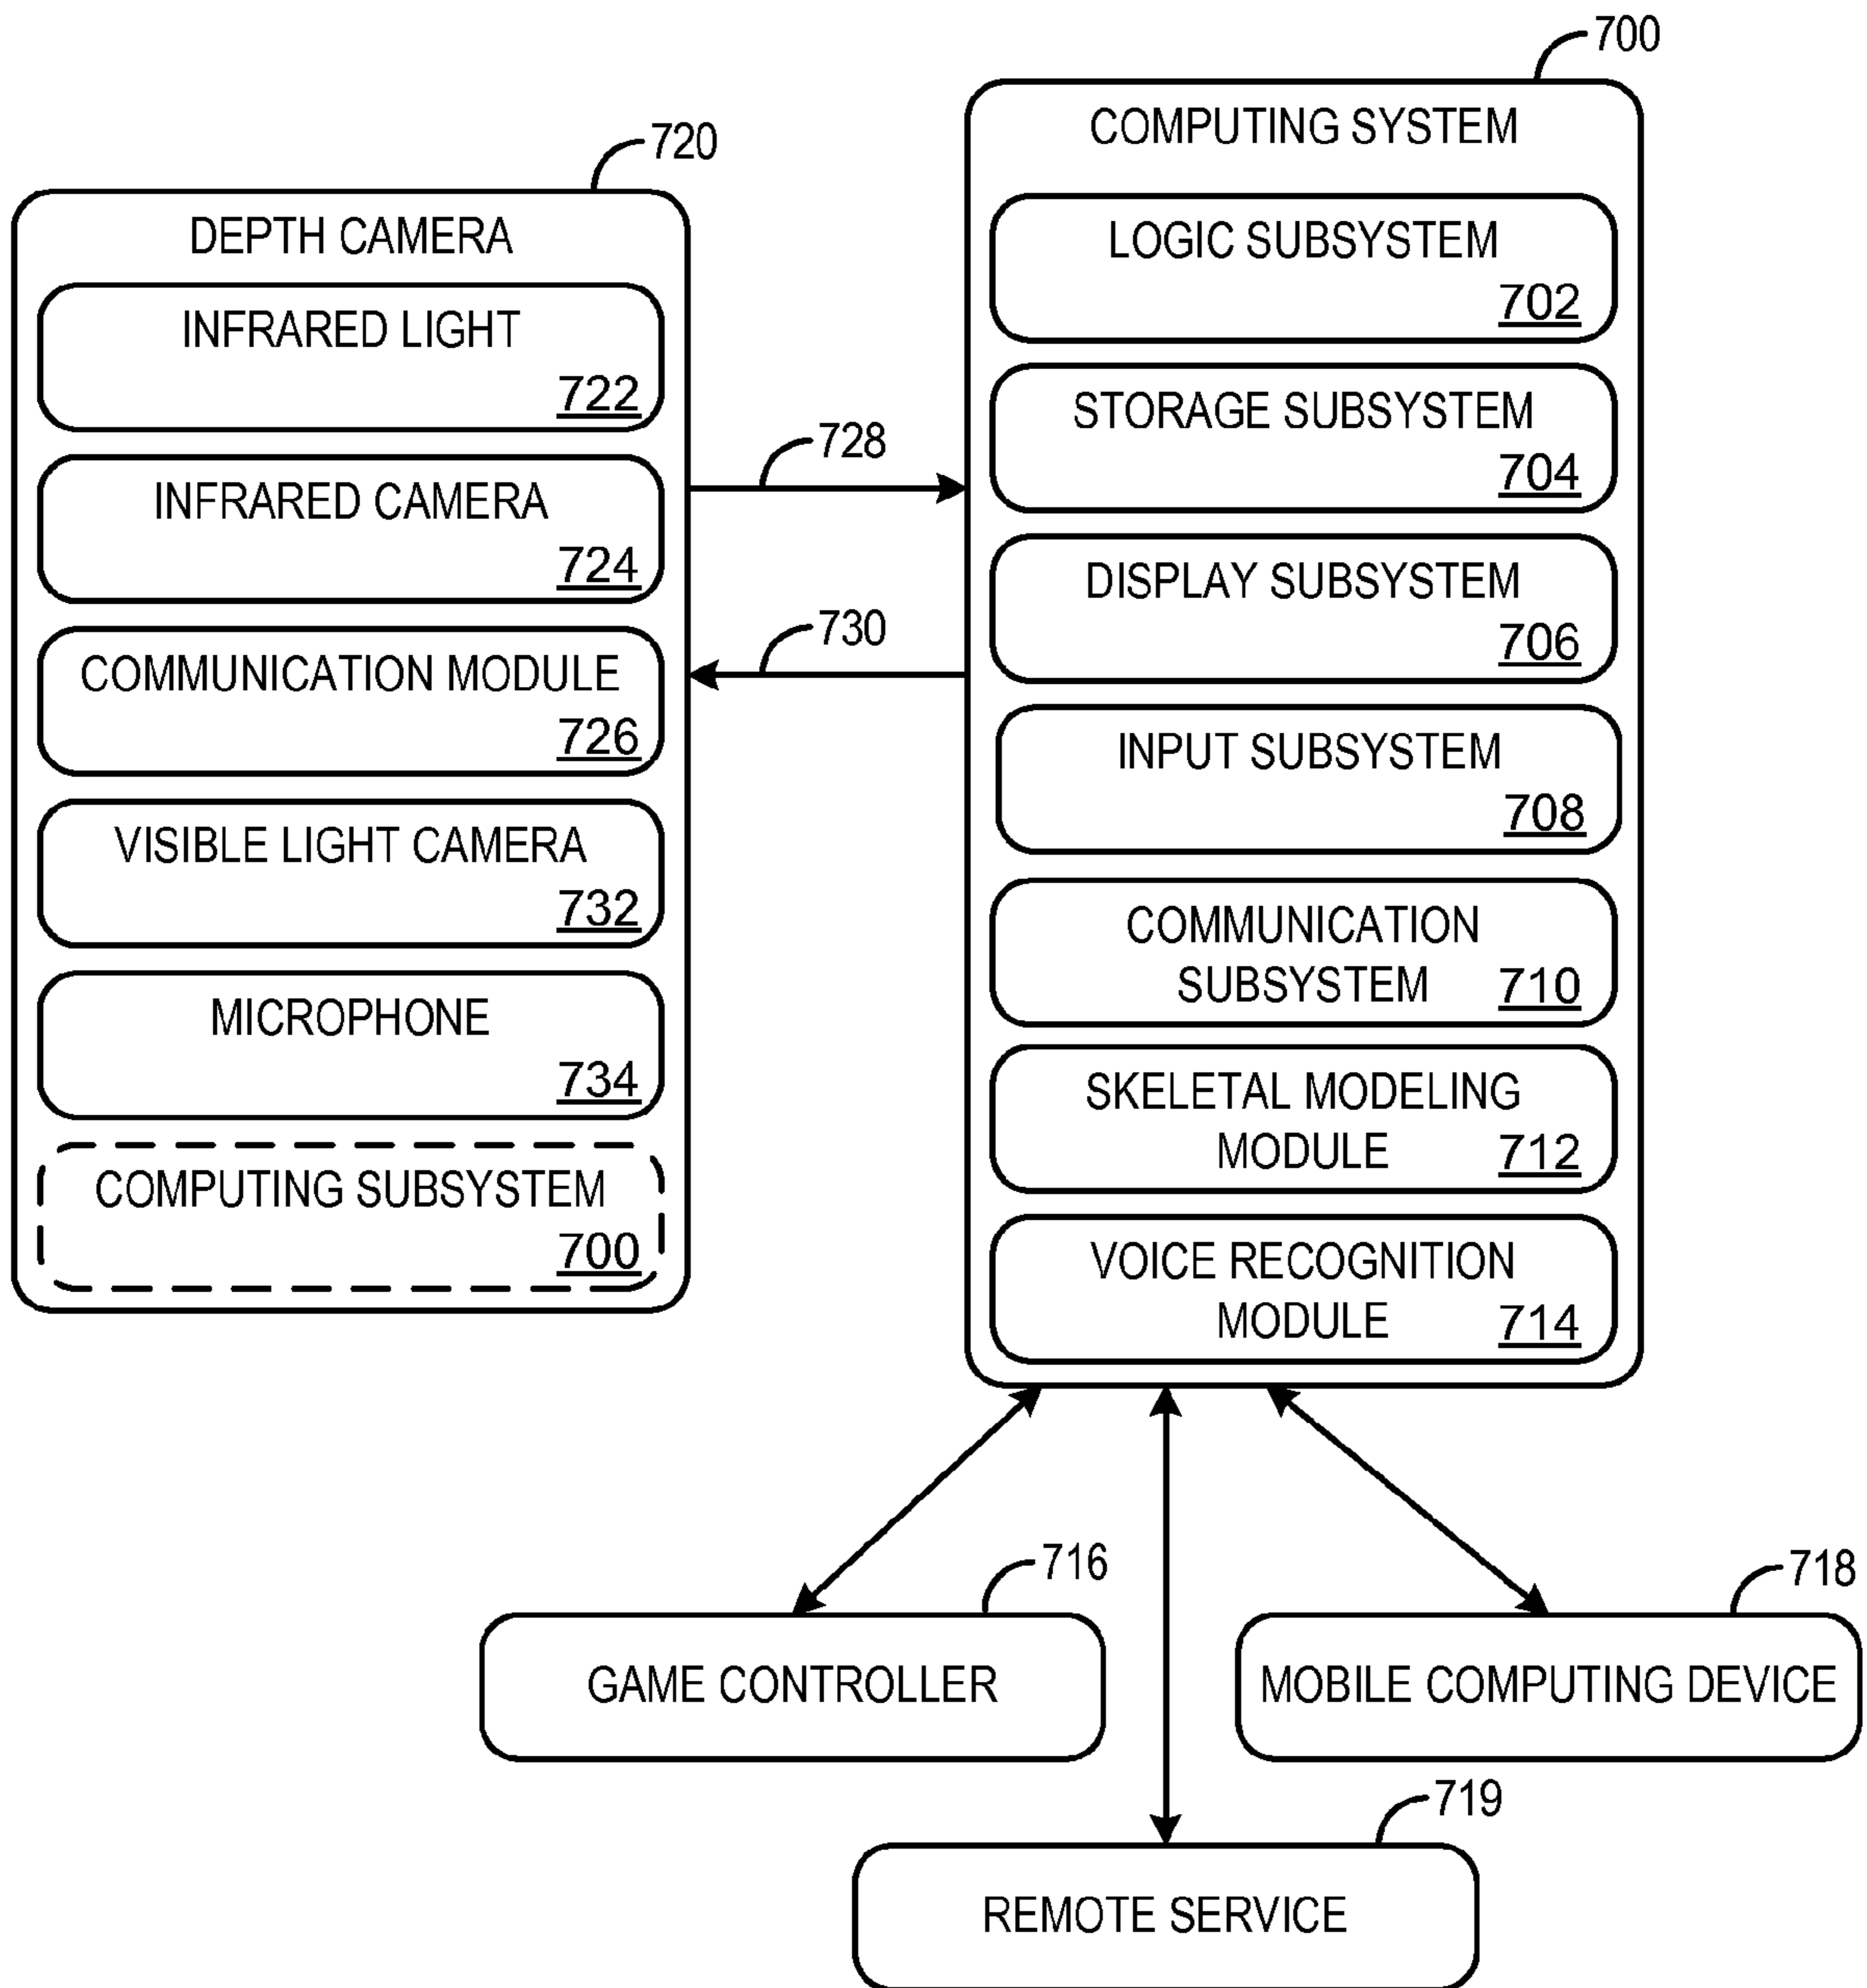 700
COMPUTING SYSTEM
LOGIC SUBSYSTEM
702
STORAGE SUBSYSTEM
704
DISPLAY SUBSYSTEM
706
INPUT SUBSYSTEM
708
COMMUNICATION
SUBSYSTEM 710
SKELETAL MODELING
MODULE 712
VOICE RECOGNITION
MODULE 714
720
DEPTH CAMERA
INFRARED LIGHT
722
INFRARED CAMERA
724
COMMUNICATION MODULE
726
VISIBLE LIGHT CAMERA
732
MICROPHONE
734
COMPUTING SUBSYSTEM
700
728
730
716
GAME CONTROLLER
718
MOBILE COMPUTING DEVICE
719
REMOTE SERVICE